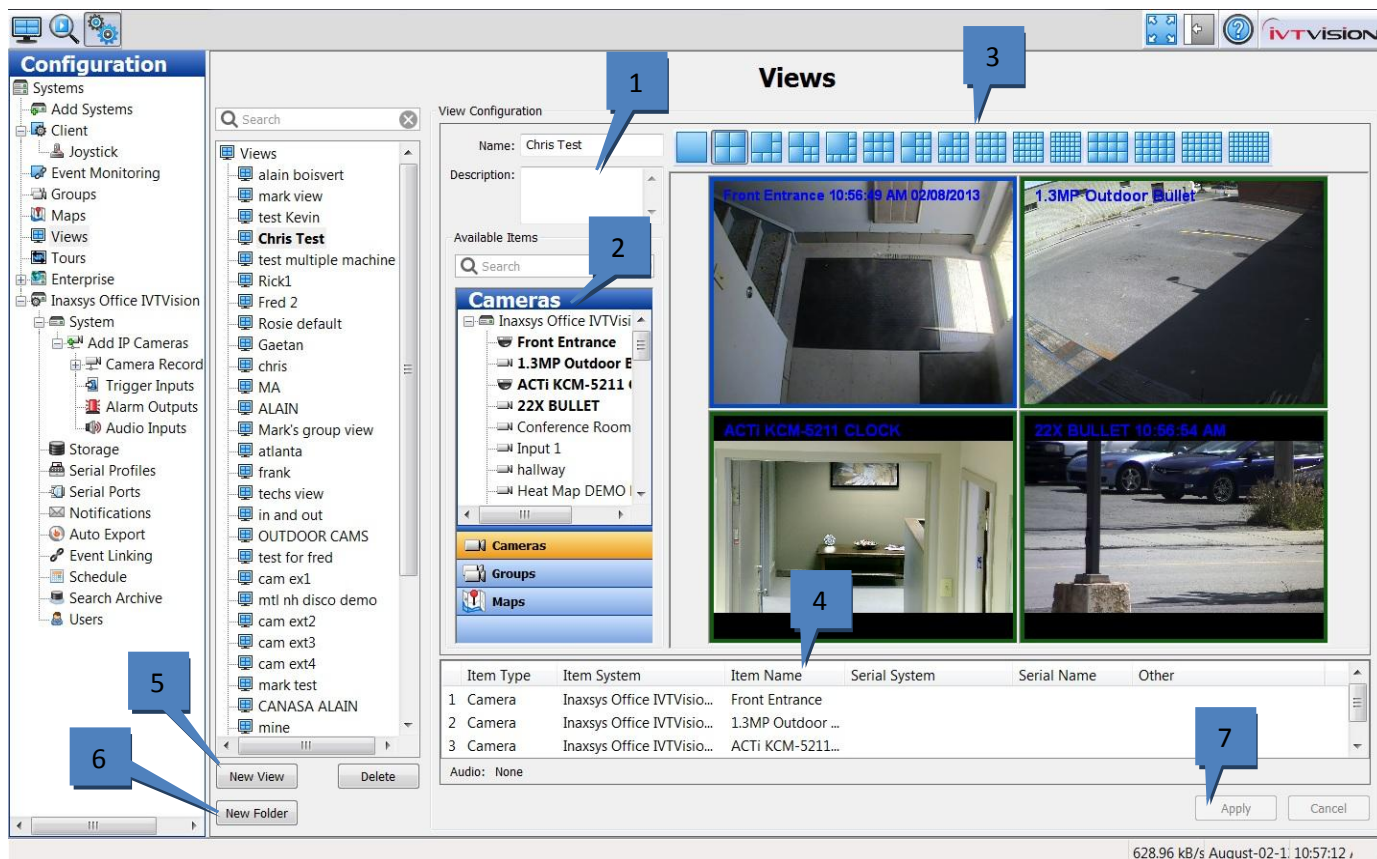 iVTVision
Configuration
Systems
Add Systems
Client
Joystick
Event Monitoring
Groups
Maps
Views
Tours
Enterprise
Inaxsys Office IVTVision
System
Add IP Cameras
Camera Record
Trigger Inputs
Alarm Outputs
Audio Inputs
Storage
Serial Profiles
Serial Ports
Notifications
Auto Export
Event Linking
Schedule
Search Archive
Users
Search
Views
alain boisvert
mark view
test Kevin
Chris Test
test multiple machine
Rick1
Fred 2
Rosie default
Gaetan
chris
MA
ALAIN
Mark's group view
atlanta
frank
techs view
in and out
OUTDOOR CAMS
test for fred
cam ex1
mtl nh disco demo
cam ext2
cam ext3
cam ext4
mark test
CANASA ALAIN
mine
5
6
New View Delete
New Folder
Views
1
3
View Configuration
Name: Chris Test
Description:
Available Items
2
Search
Cameras
Inaxsys Office IVTVisi
Front Entrance
1.3MP Outdoor B
ACTi KCM-5211 (
22X BULLET
Conference Room
Input 1
hallway
Heat Map DEMO
Cameras
Groups
Maps
Front Entrance 10:56:49 AM 02/08/2013
1.3MP Outdoor Bullet
ACTi KCM-5211 CLOCK
22X BULLET 10:56:54 AM
4
Item Type Item System Item Name Serial System Serial Name Other
1 Camera Inaxsys Office IVTVisio... Front Entrance
2 Camera Inaxsys Office IVTVisio... 1.3MP Outdoor ...
3 Camera Inaxsys Office IVTVisio... ACTi KCM-5211...
7
Audio: None
Apply Cancel
628.96 kB/s August-02-1: 10:57:12